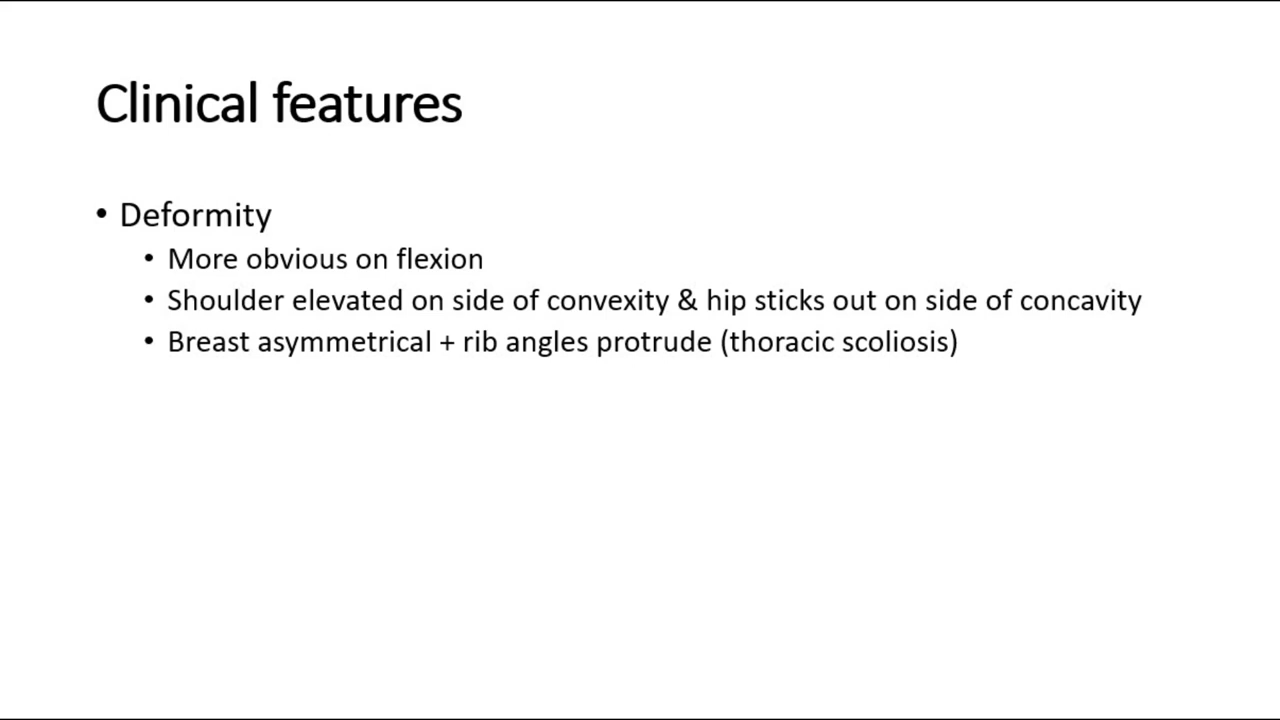 Clinical features
• Deformity
• More obvious on flexion
• Shoulder elevated on side of convexity & hip sticks out on side of concavity
• Breast asymmetrical + rib angles protrude (thoracic scoliosis)